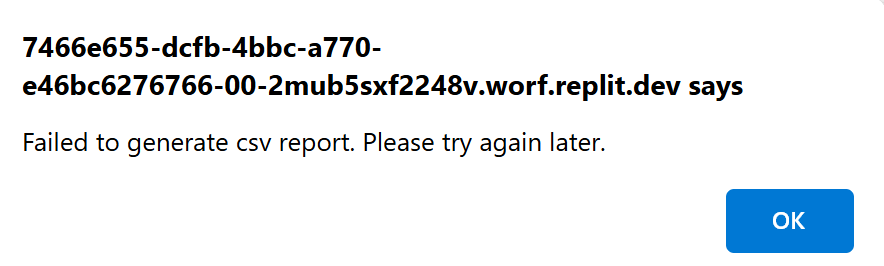 7466e655-dcfb-4bbc-a770-
e46bc6276766-00-2mub5sxf2248v.worf.replit.dev says
Failed to generate csv report. Please try again later.
OK